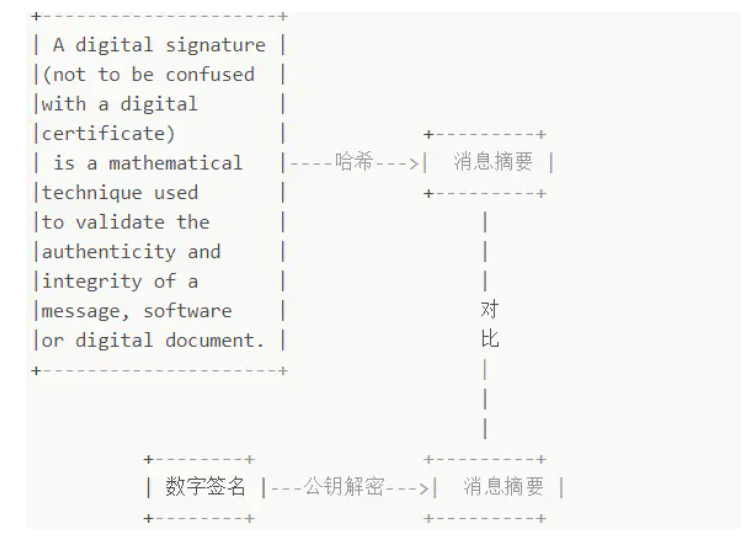 A digital signature
(not to be confused
with a digital
certificate)
is a mathematical
technique used
to validate the
authenticity and
integrity of a
message, software
or digital document.
哈希
消息摘要
对
比
数字签名
公钥解密
消息摘要